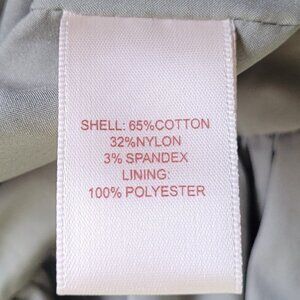 SHELL: 65%COTTON
32%NYLON
3% SPANDEX
LINING:
100% POLYESTER